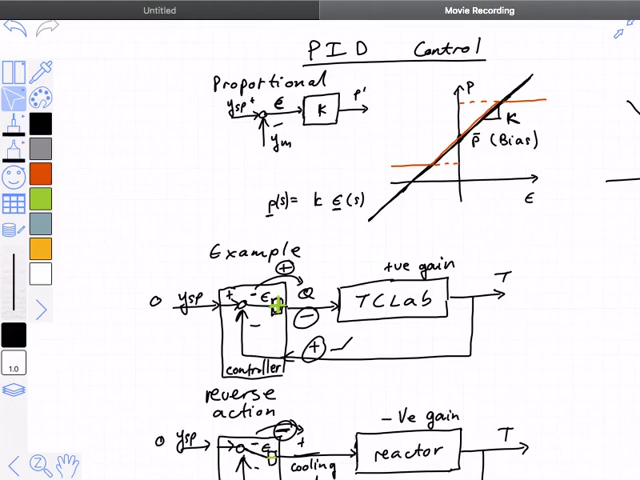 Untitled
Movie Recording
PID Control
Proportional
ysp + ε K p'
−
ym
P
K
p̄ (Bias)
ε
p(s) = K ε(s)
Example
+ve gain
0 ysp + − ε + Q TCLab T
−
− + ✓
controller
reverse
action
−ve gain
0 ysp − ε − + reactor T
−
cooling
1.0